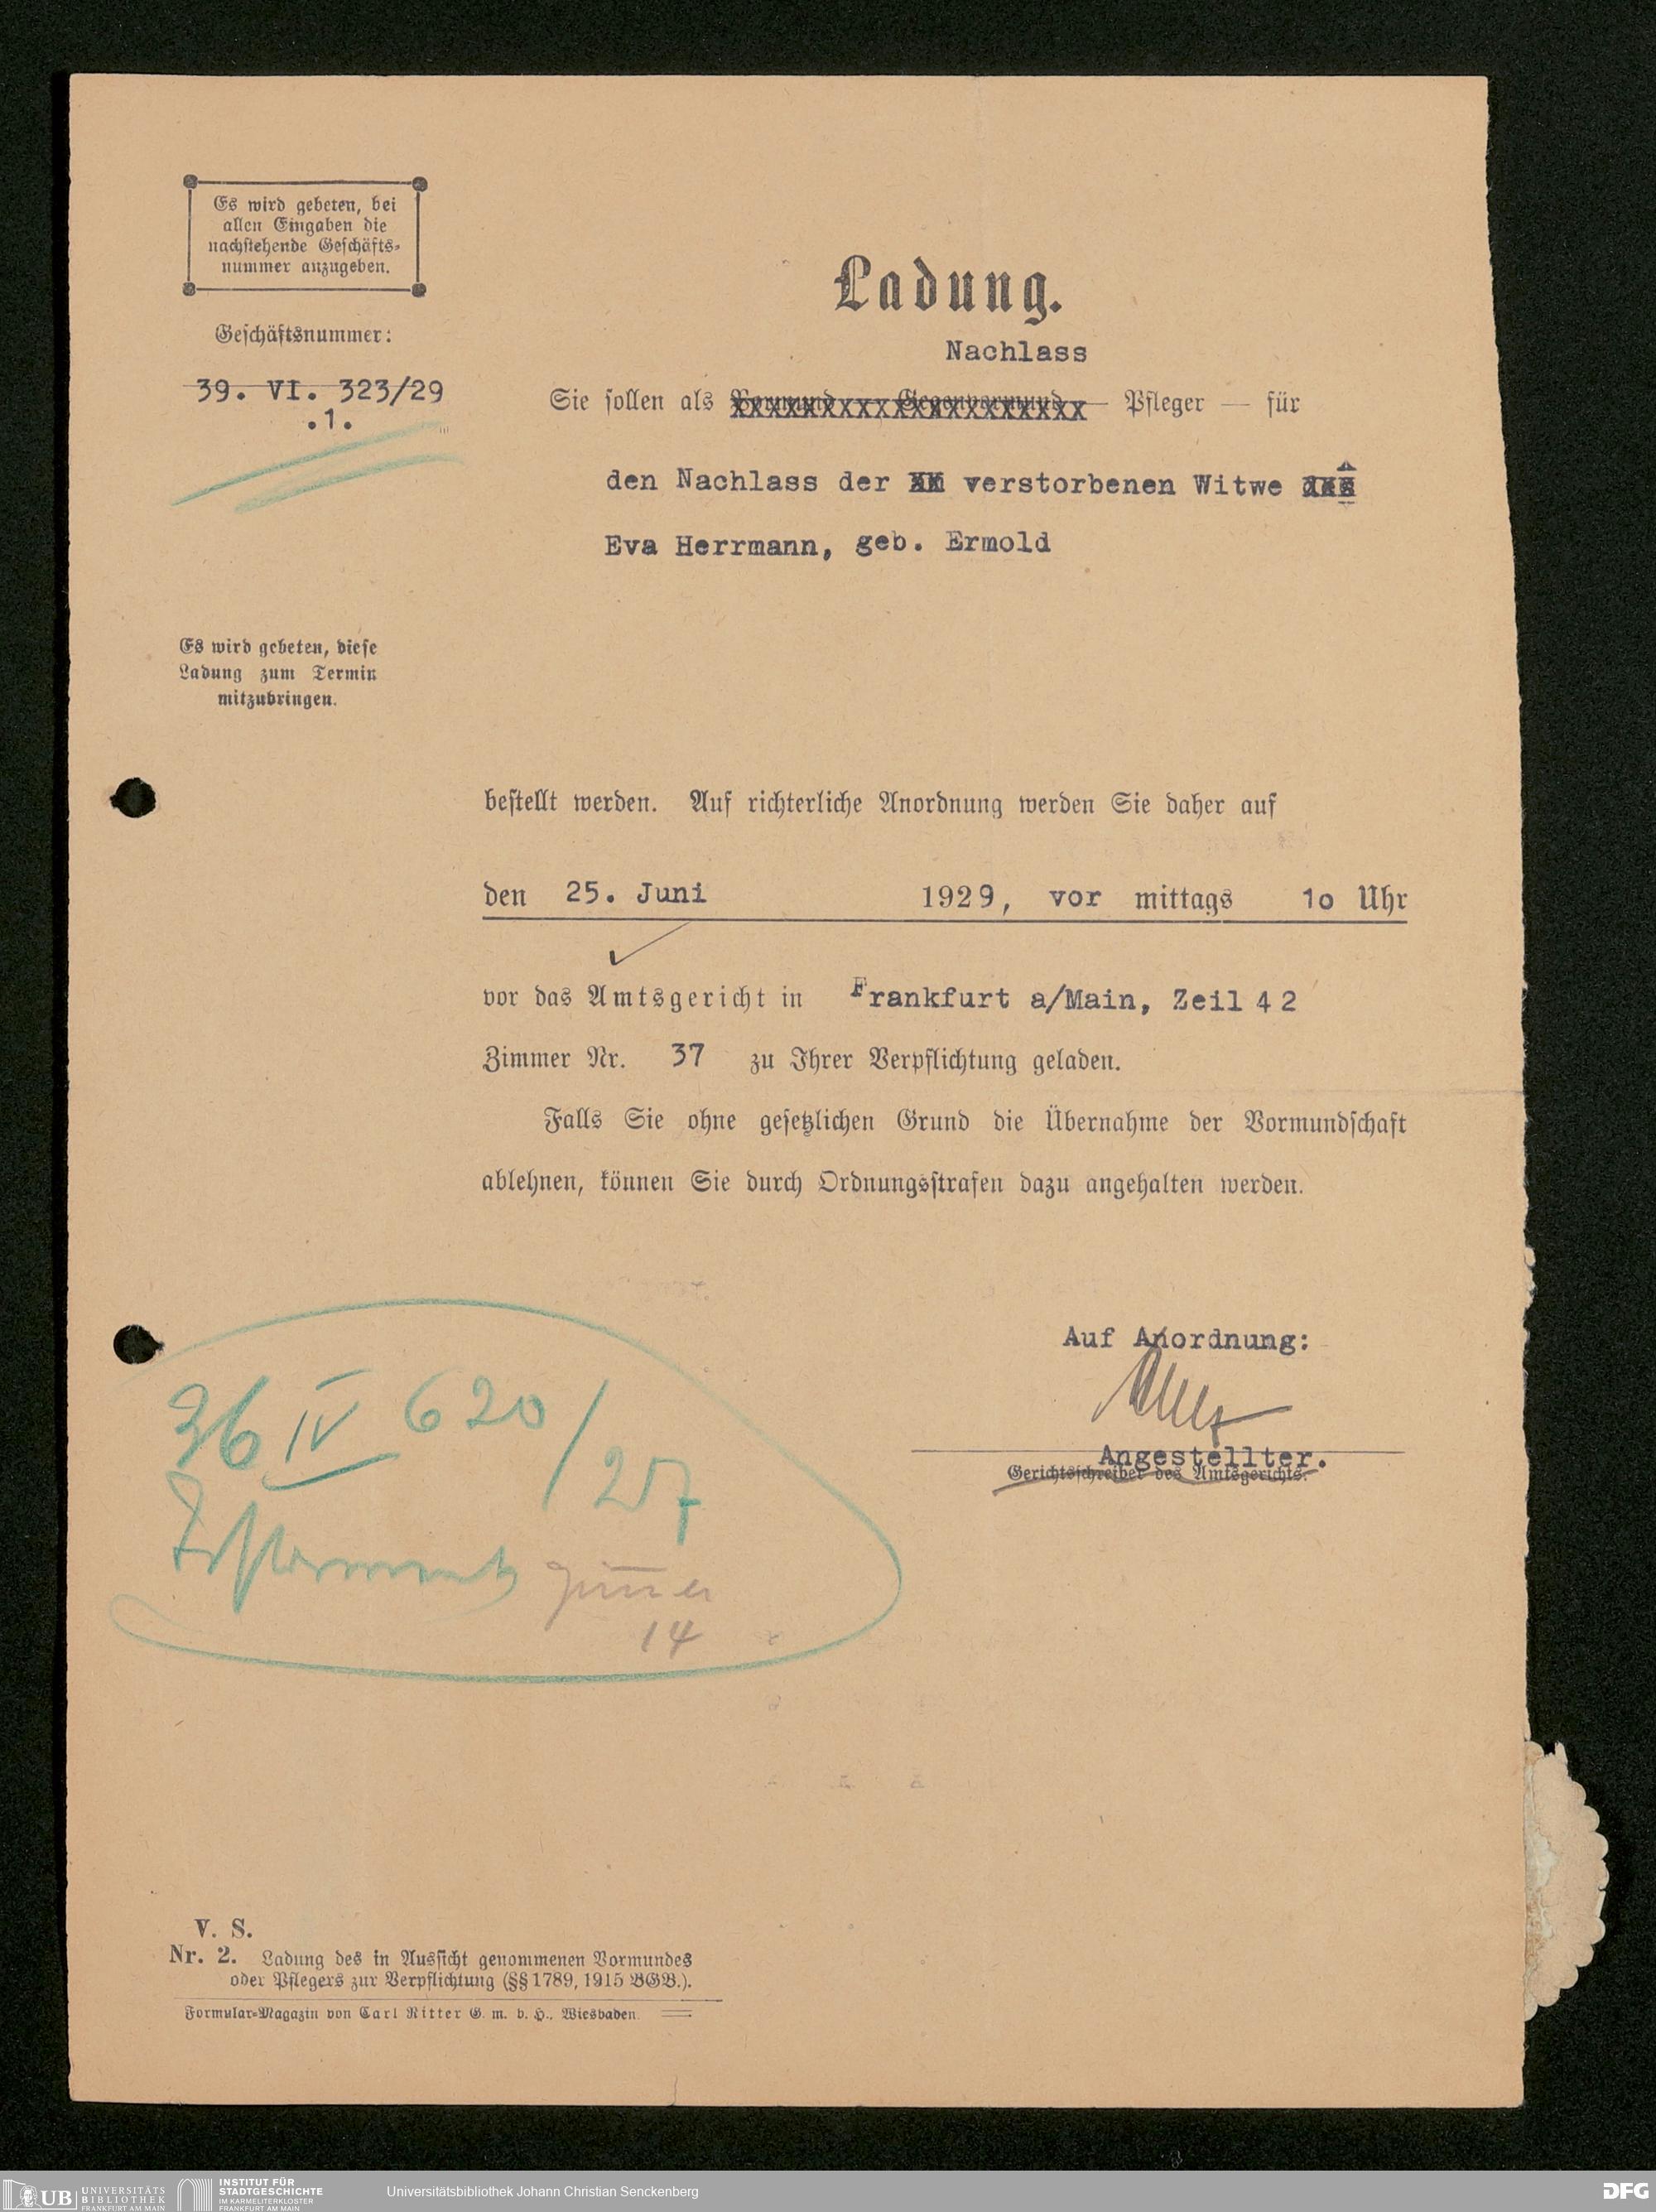 Es wird gebeten, bei
allen Eingaben die
nachstehende Geschäfts-
nummer anzugeben.
Geschäftsnummer:
39. VI. 323/29
.1.
Ladung.
Nachlass
Sie sollen als Vormund — Gegenvormund — Pfleger — für
den Nachlass der verstorbenen Witwe
Eva Herrmann, geb. Ermold
Es wird gebeten, diese
Ladung zum Termin
mitzubringen.
bestellt werden. Auf richterliche Anordnung werden Sie daher auf
den 25. Juni 1929, vor mittags 10 Uhr
vor das Amtsgericht in Frankfurt a/Main, Zeil 42
Zimmer Nr. 37 zu Ihrer Verpflichtung geladen.
Falls Sie ohne gesetzlichen Grund die Übernahme der Vormundschaft
ablehnen, können Sie durch Ordnungsstrafen dazu angehalten werden.
Auf Anordnung:
Angestellter.
Gerichtsschreiber des Amtsgerichts.
36 IV 620/27
Testament Zimmer
14
V. S.
Nr. 2. Ladung des in Aussicht genommenen Vormundes
oder Pflegers zur Verpflichtung (§§ 1789, 1915 BGB.).
Formular-Magazin von Carl Ritter G. m. b. H., Wiesbaden.
UB UNIVERSITÄTS
BIBLIOTHEK
FRANKFURT AM MAIN
INSTITUT FÜR
STADTGESCHICHTE
IM KARMELITERKLOSTER
FRANKFURT AM MAIN
Universitätsbibliothek Johann Christian Senckenberg
DFG